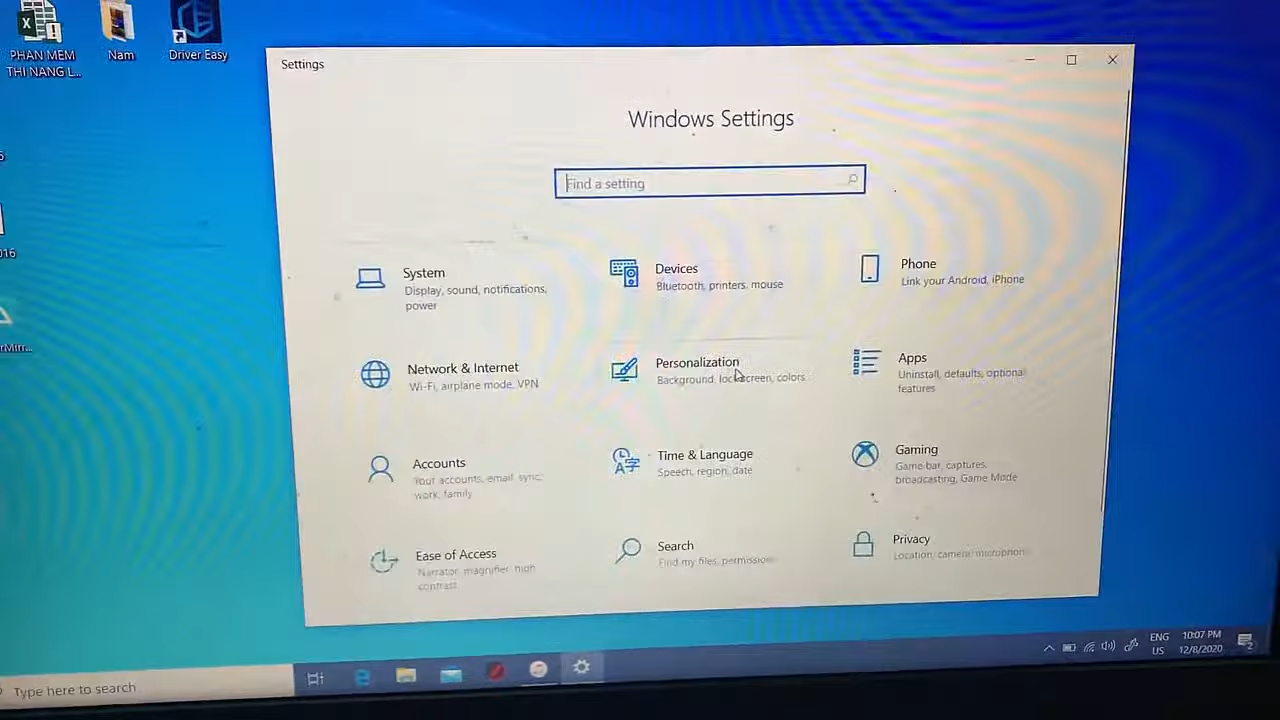 PHAN MEM
THI NANG L...
Nam
Driver Easy
Settings
Windows Settings
Find a setting
System
Display, sound, notifications,
power
Devices
Bluetooth, printers, mouse
Phone
Link your Android, iPhone
Network & Internet
Wi-Fi, airplane mode, VPN
Personalization
Background, lock screen, colors
Apps
Uninstall, defaults, optional
features
Accounts
Your accounts, email, sync,
work, family
Time & Language
Speech, region, date
Gaming
Game bar, captures,
broadcasting, Game Mode
Ease of Access
Narrator, magnifier, high
contrast
Search
Find my files, permissions
Privacy
Location, camera, microphon
016
rMirr...
Type here to search
ENG
US
10:07 PM
12/8/2020
2